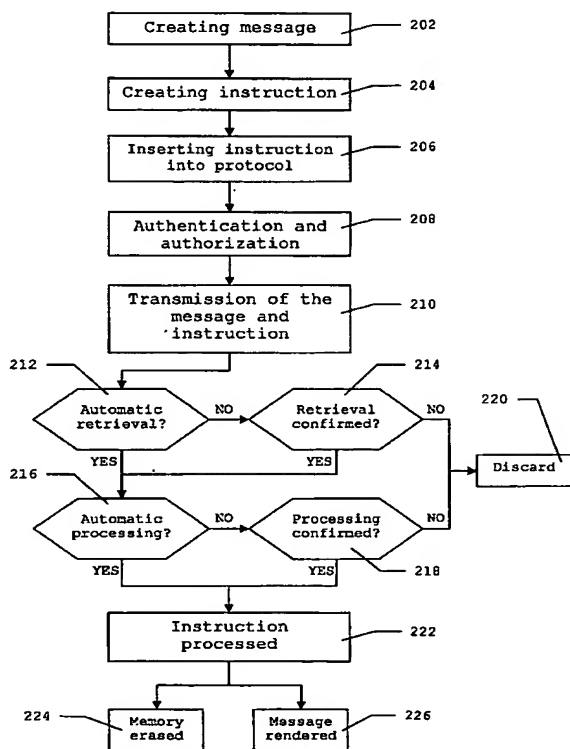 Creating message
202
Creating instruction
204
Inserting instruction
into protocol
206
Authentication and
authorization
208
Transmission of the
message and
instruction
210
212
214
Automatic
retrieval?
NO
Retrieval
confirmed?
NO
220
YES
YES
Discard
216
Automatic
processing?
NO
Processing
confirmed?
NO
YES
YES
218
Instruction
processed
222
224
Memory
erased
Message
rendered
226